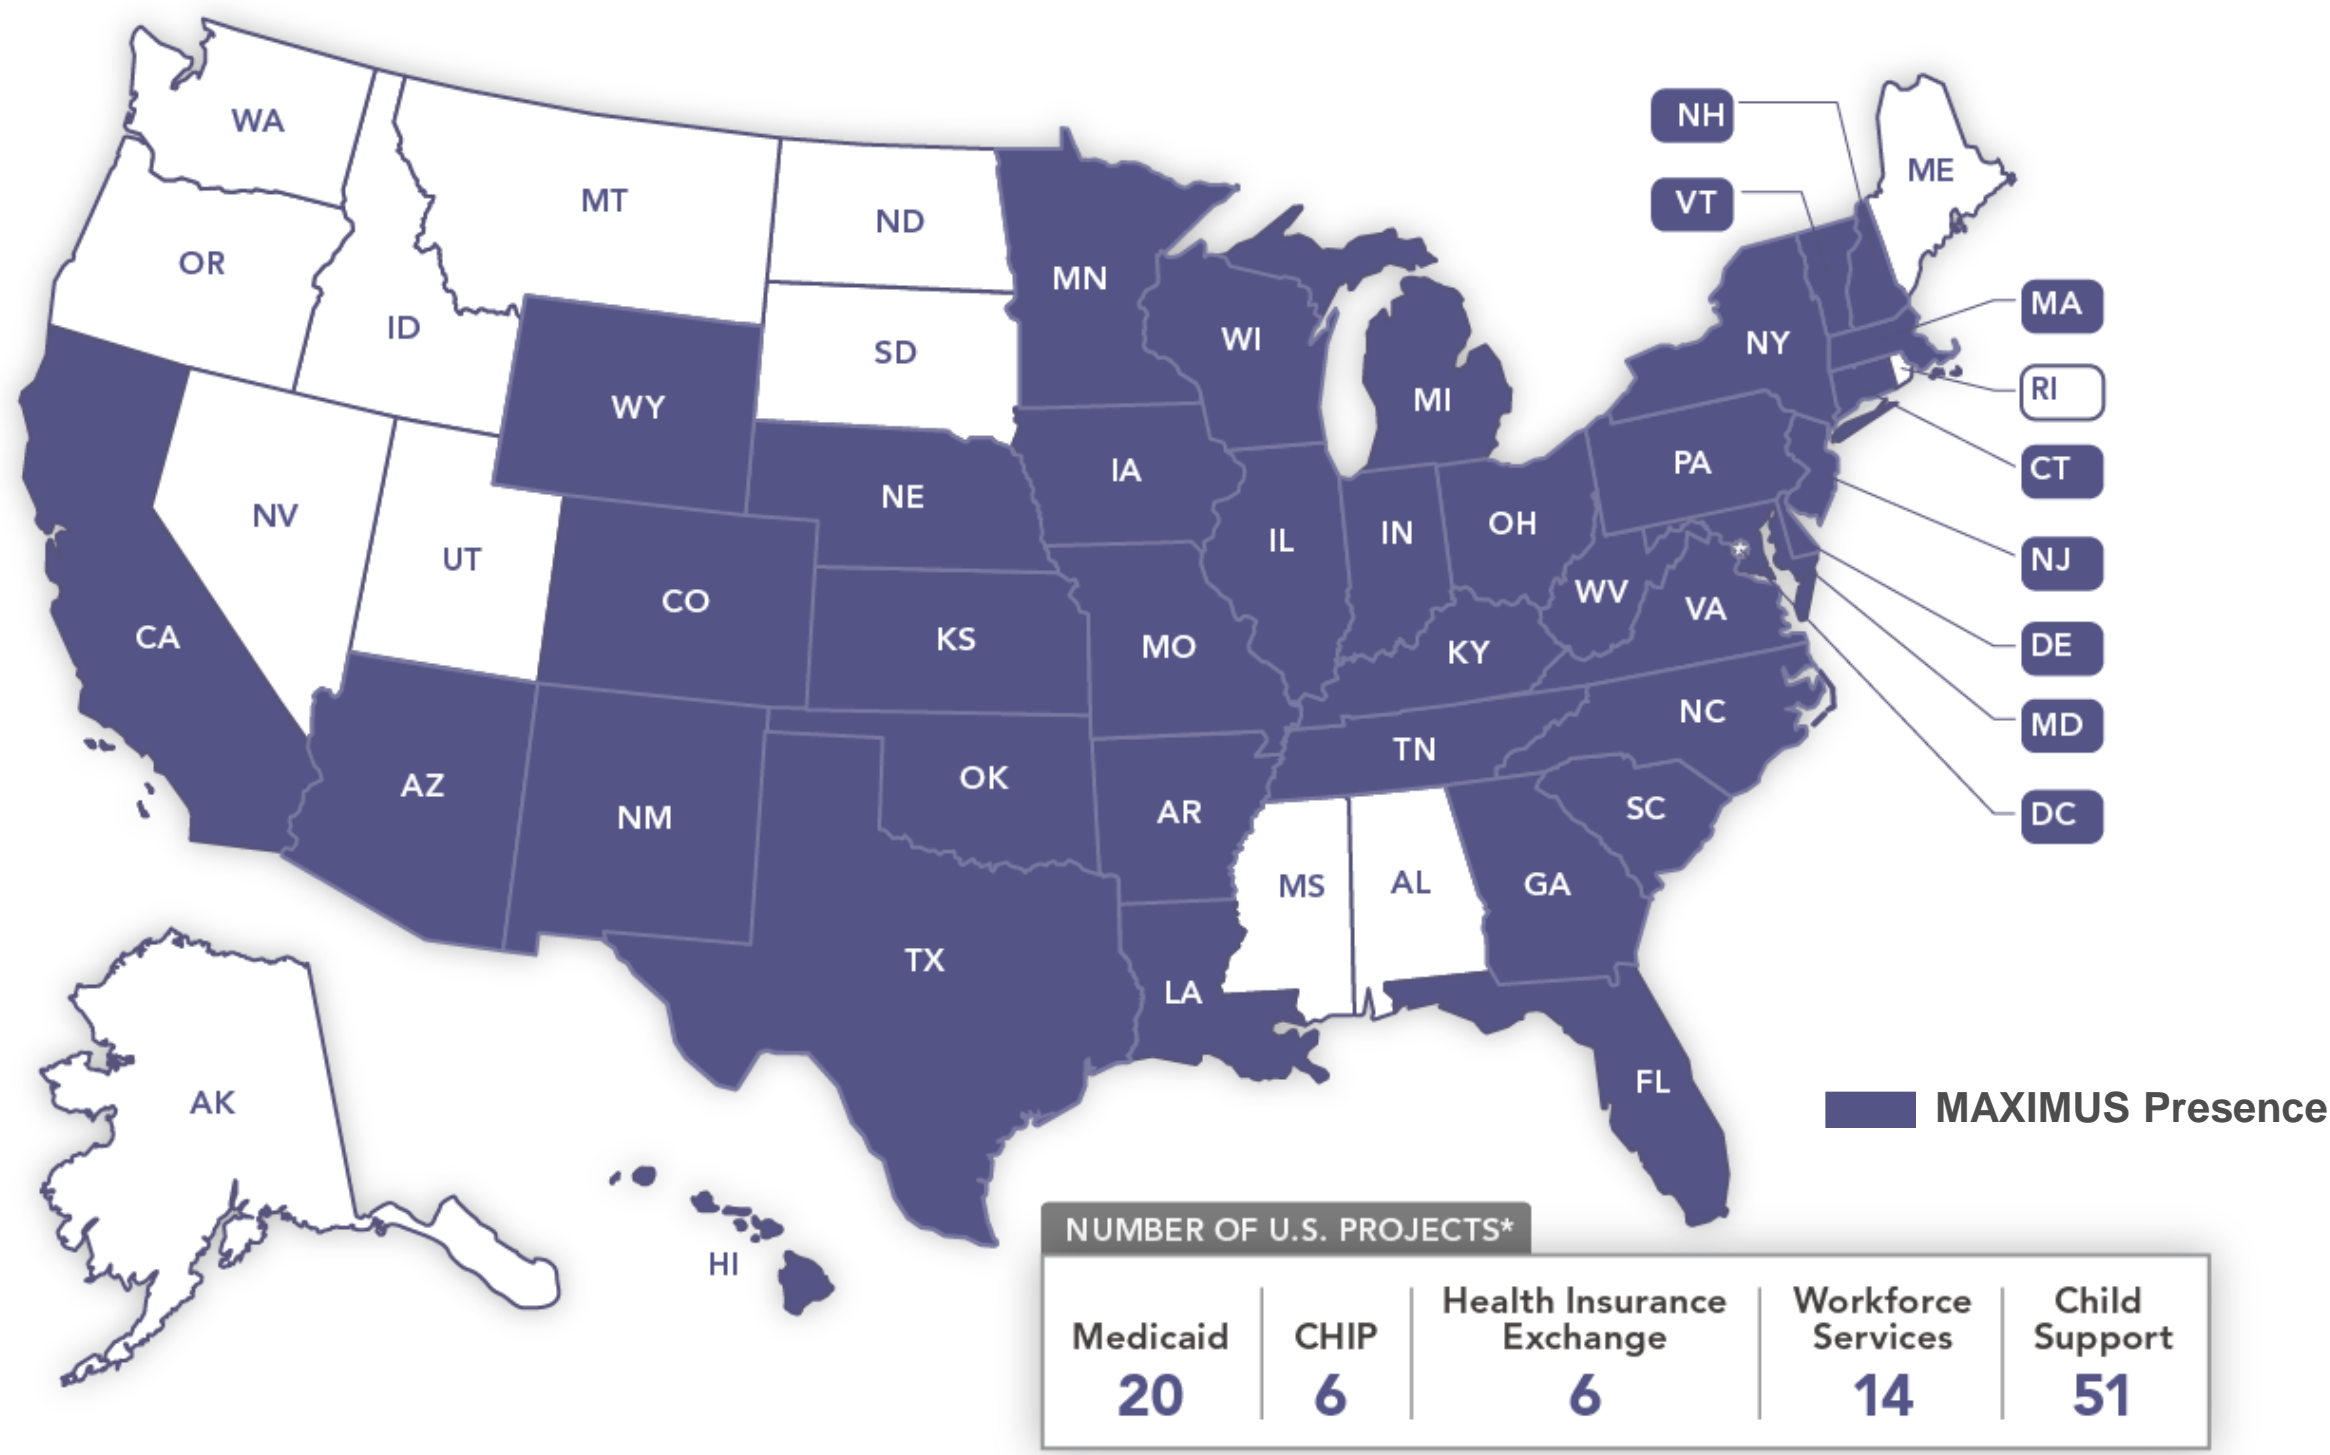 WA
MT
ND
MN
OR
ID
SD
WY
WI
MI
NY
NH
VT
ME
MA
RI
CT
NJ
DE
MD
DC
NV
UT
CA
NE
IA
IL
IN
OH
PA
CO
KS
MO
KY
WV
VA
NC
TN
AZ
NM
OK
AR
SC
MS
AL
GA
TX
LA
FL
AK
HI
MAXIMUS Presence
NUMBER OF U.S. PROJECTS*
Medicaid
20
CHIP
6
Health Insurance
Exchange
6
Workforce
Services
14
Child
Support
51